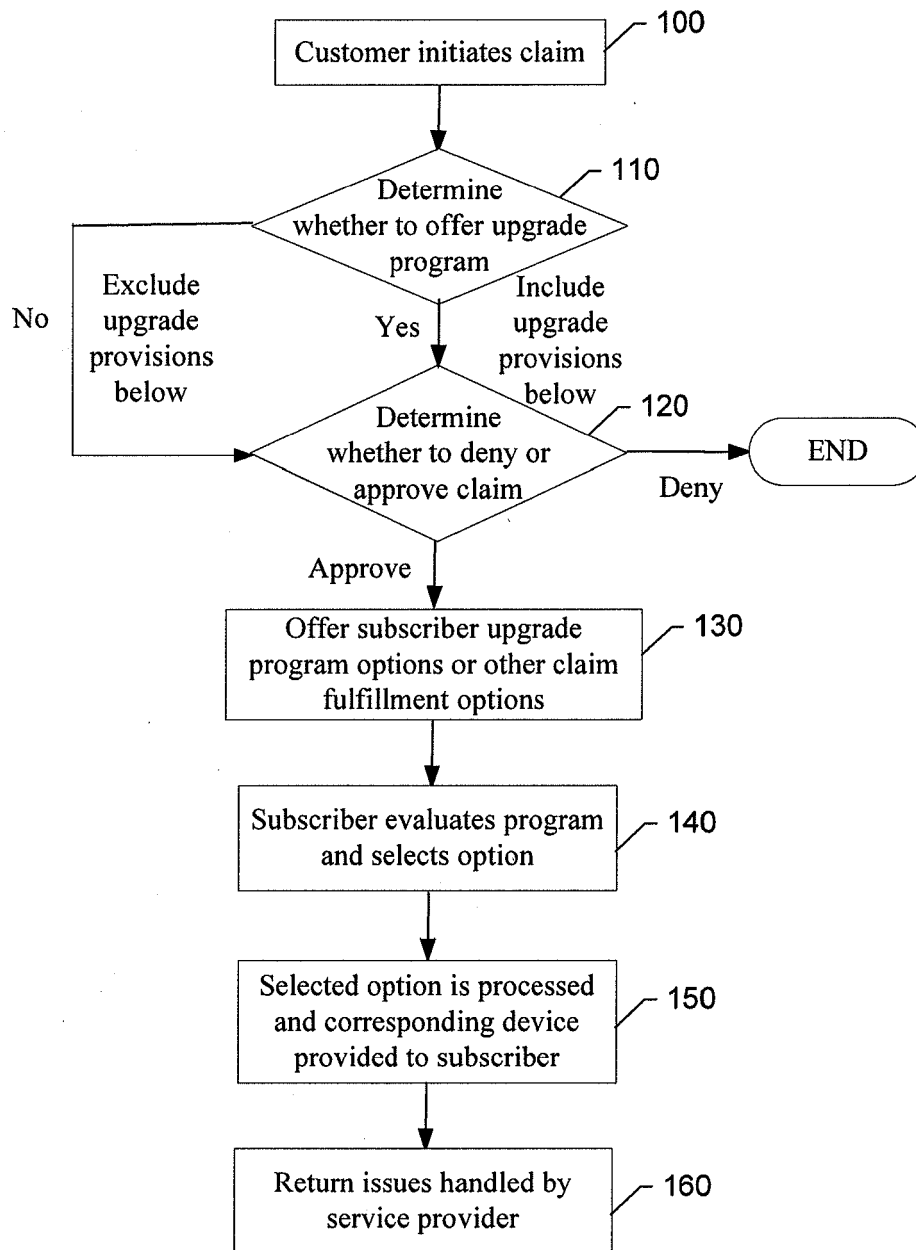 Customer initiates claim
100
Determine
whether to offer upgrade
program
110
No
Exclude
upgrade
provisions
below
Yes
Include
upgrade
provisions
below
Determine
whether to deny or
approve claim
120
Deny
END
Approve
Offer subscriber upgrade
program options or other claim
fulfillment options
130
Subscriber evaluates program
and selects option
140
Selected option is processed
and corresponding device
provided to subscriber
150
Return issues handled by
service provider
160